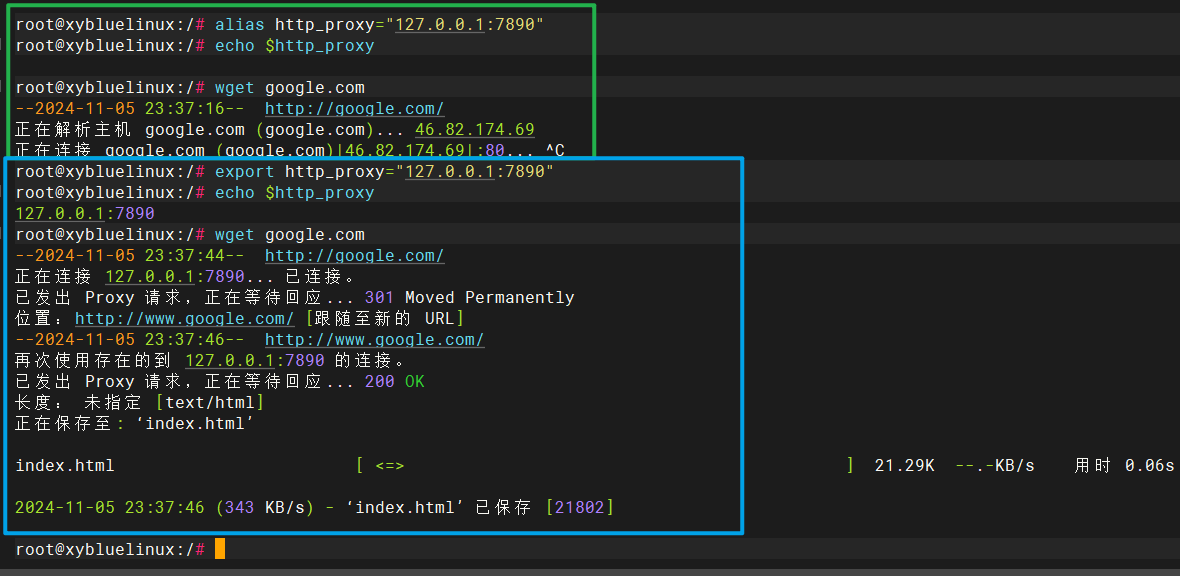 root@xybluelinux:/# alias http_proxy="127.0.0.1:7890"
root@xybluelinux:/# echo $http_proxy
root@xybluelinux:/# wget google.com
--2024-11-05 23:37:16--  http://google.com/
正在解析主机 google.com (google.com)... 46.82.174.69
正在连接 google.com (google.com)|46.82.174.69|:80... ^C
root@xybluelinux:/# export http_proxy="127.0.0.1:7890"
root@xybluelinux:/# echo $http_proxy
127.0.0.1:7890
root@xybluelinux:/# wget google.com
--2024-11-05 23:37:44--  http://google.com/
正在连接 127.0.0.1:7890... 已连接。
已发出 Proxy 请求，正在等待回应... 301 Moved Permanently
位置：http://www.google.com/ [跟随至新的 URL]
--2024-11-05 23:37:46--  http://www.google.com/
再次使用存在的到 127.0.0.1:7890 的连接。
已发出 Proxy 请求，正在等待回应... 200 OK
长度： 未指定 [text/html]
正在保存至: ‘index.html’
index.html [ <=> ] 21.29K --.-KB/s 用时 0.06s
2024-11-05 23:37:46 (343 KB/s) - ‘index.html’ 已保存 [21802]
root@xybluelinux:/#